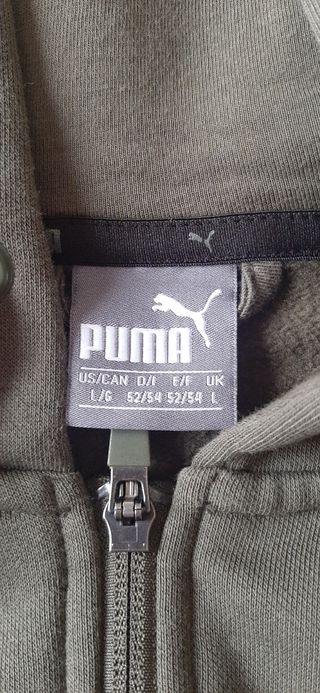 PUMA
US/CAN D/I E/F UK
L/G 52/54 52/54 L